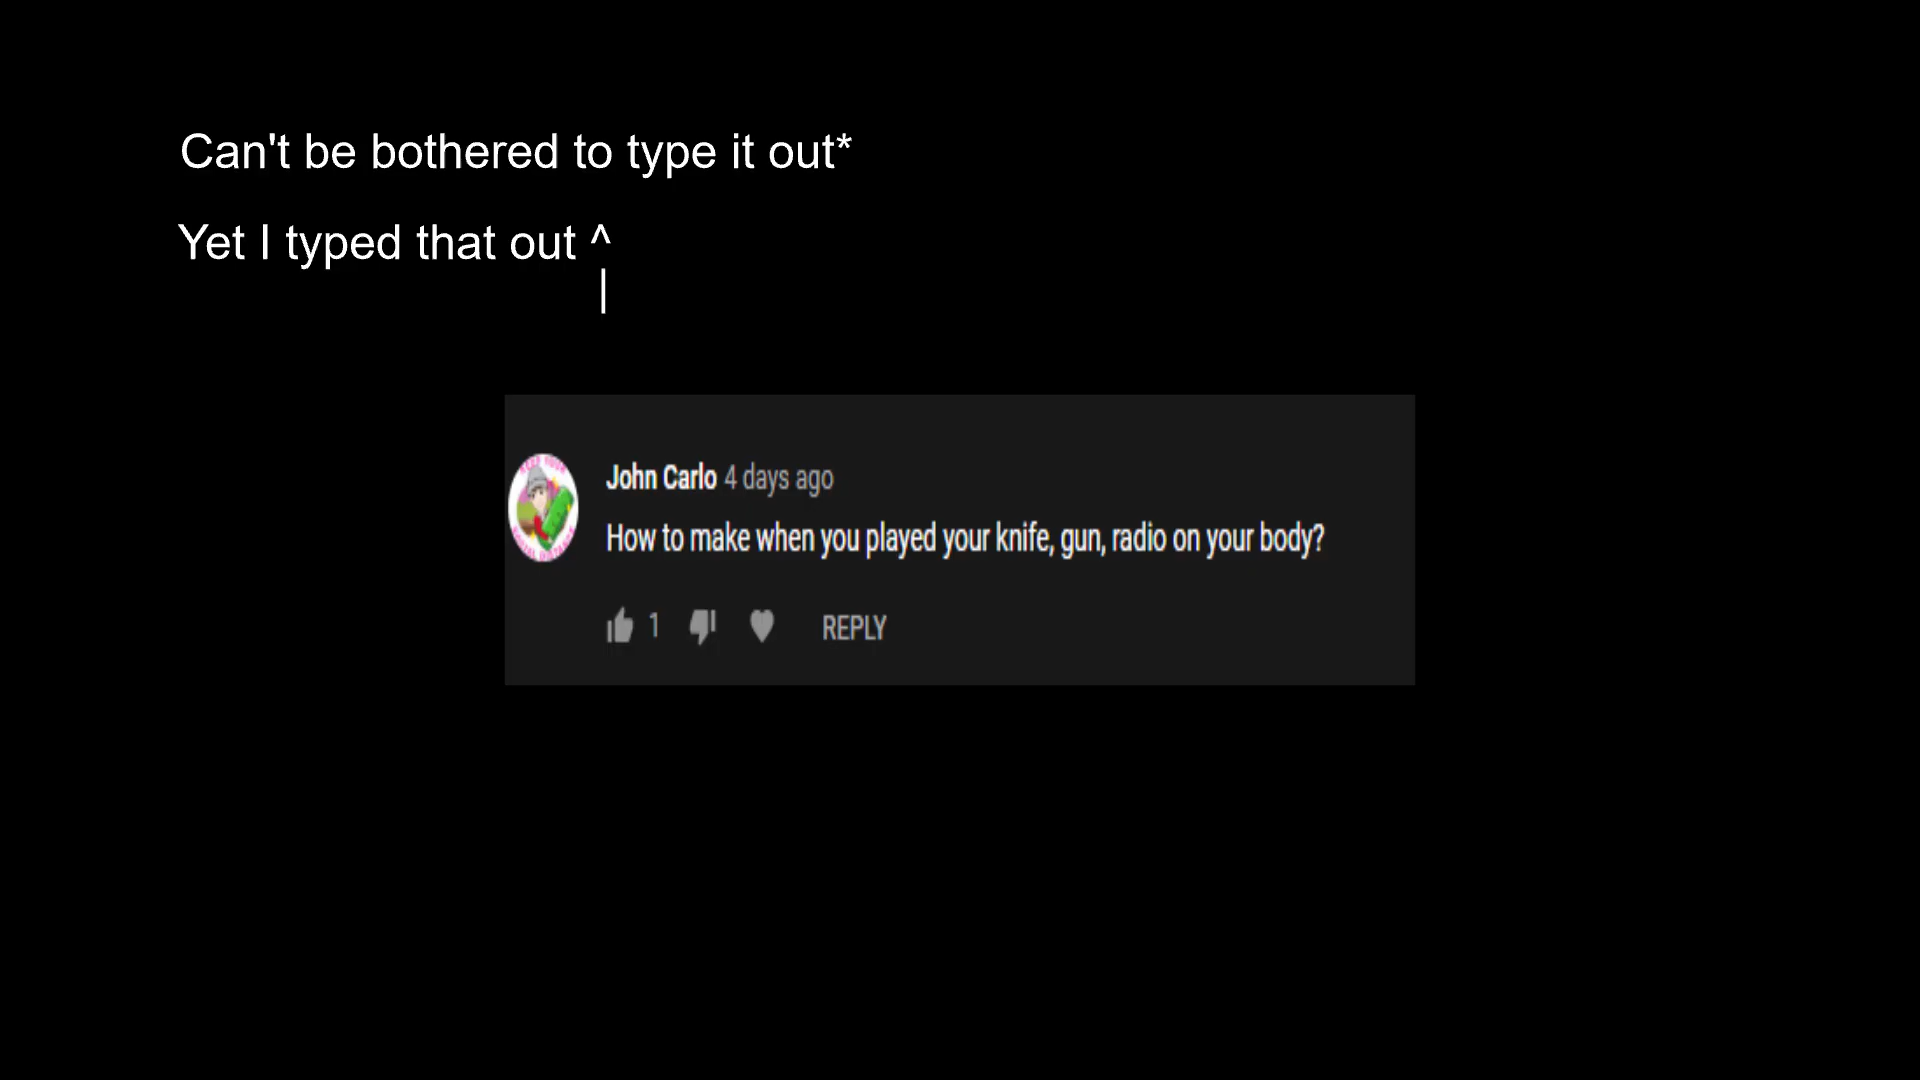 Can't be bothered to type it out*
Yet I typed that out ^
|
John Carlo 4 days ago
How to make when you played your knife, gun, radio on your body?
1 REPLY